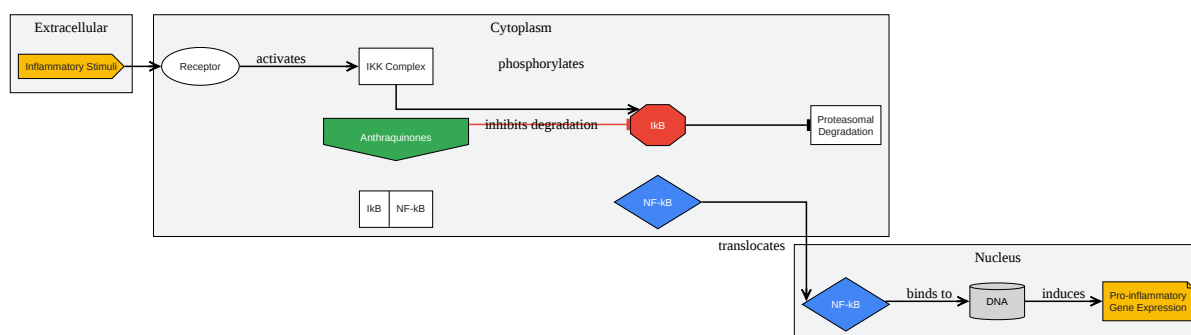 Extracellular
Cytoplasm
Inflammatory Stimuli
Receptor
activates
IKK Complex
phosphorylates
Anthraquinones
inhibits degradation
IkB
Proteasomal
Degradation
IkB
NF-kB
NF-kB
translocates
Nucleus
NF-kB
binds to
DNA
induces
Pro-inflammatory
Gene Expression